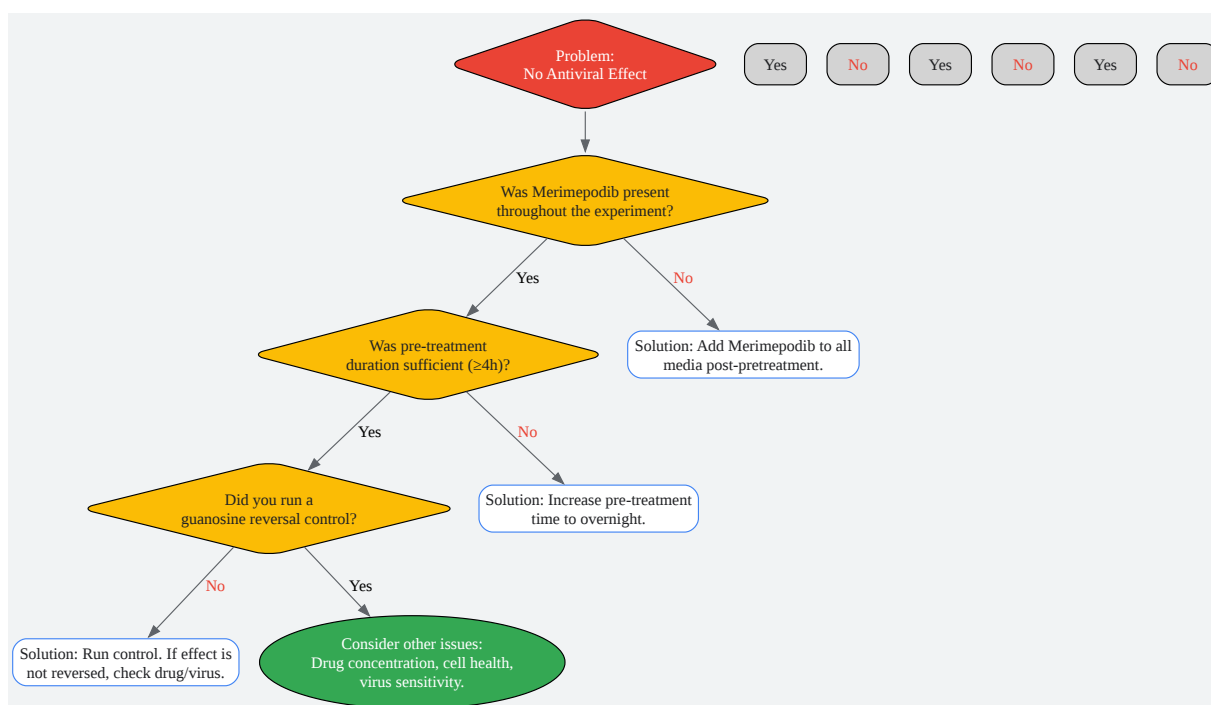 Problem:
No Antiviral Effect
Yes
No
Yes
No
Yes
No
Was Merimepodib present
throughout the experiment?
Yes
No
Was pre-treatment
duration sufficient (≥4h)?
Solution: Add Merimepodib to all
media post-pretreatment.
Yes
No
Did you run a
guanosine reversal control?
Solution: Increase pre-treatment
time to overnight.
No
Yes
Solution: Run control. If effect is
not reversed, check drug/virus.
Consider other issues:
Drug concentration, cell health,
virus sensitivity.